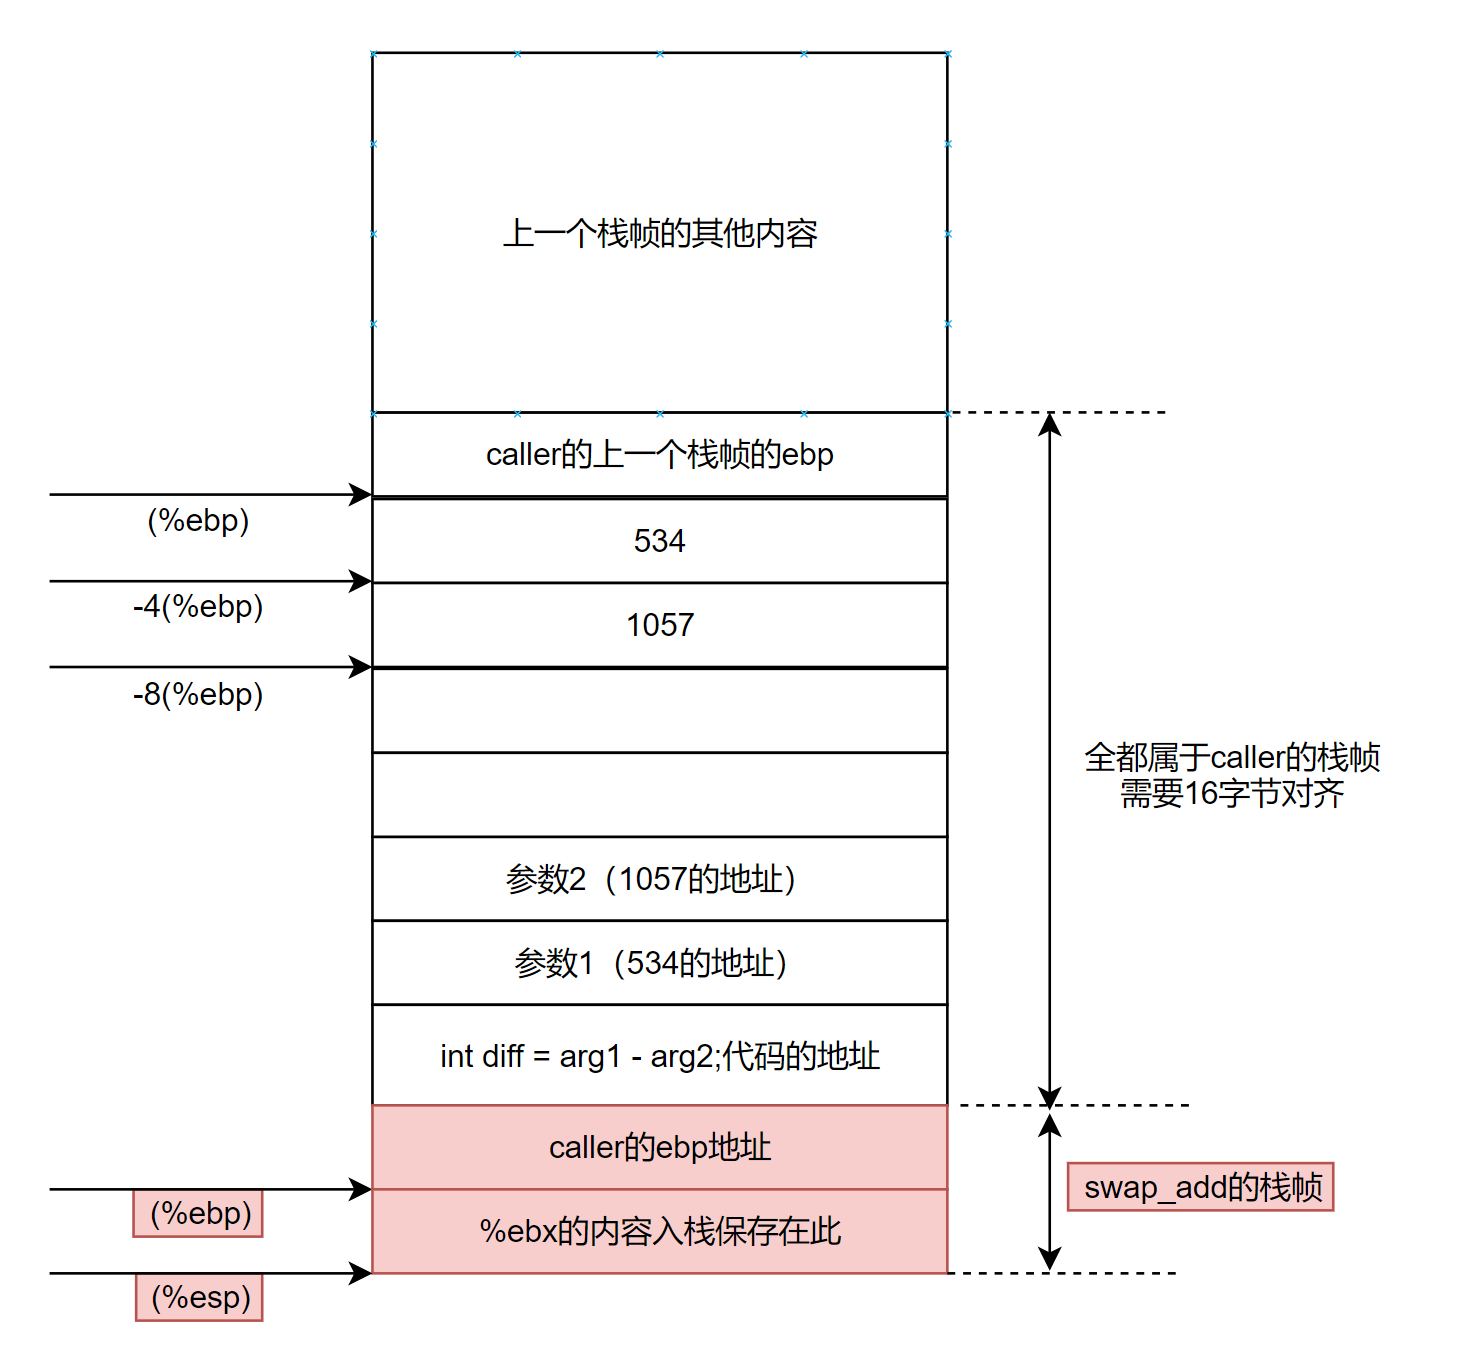 上一个栈帧的其他内容
caller的上一个栈帧的ebp
(%ebp)
534
-4(%ebp)
1057
-8(%ebp)
全都属于caller的栈帧
需要16字节对齐
参数2（1057的地址）
参数1（534的地址）
int diff = arg1 - arg2;代码的地址
caller的ebp地址
swap_add的栈帧
(%ebp)
%ebx的内容入栈保存在此
(%esp)